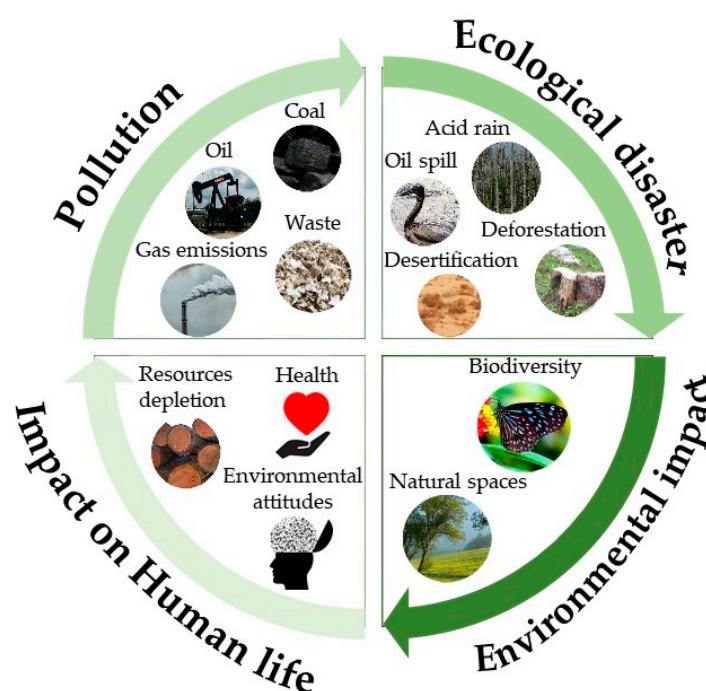 Pollution
Coal
Oil
Waste
Gas emissions
Ecological disaster
Acid rain
Oil spill
Deforestation
Desertification
Resources
depletion
Health
Environmental
attitudes
Impact on Human life
Biodiversity
Natural spaces
Environmental impact